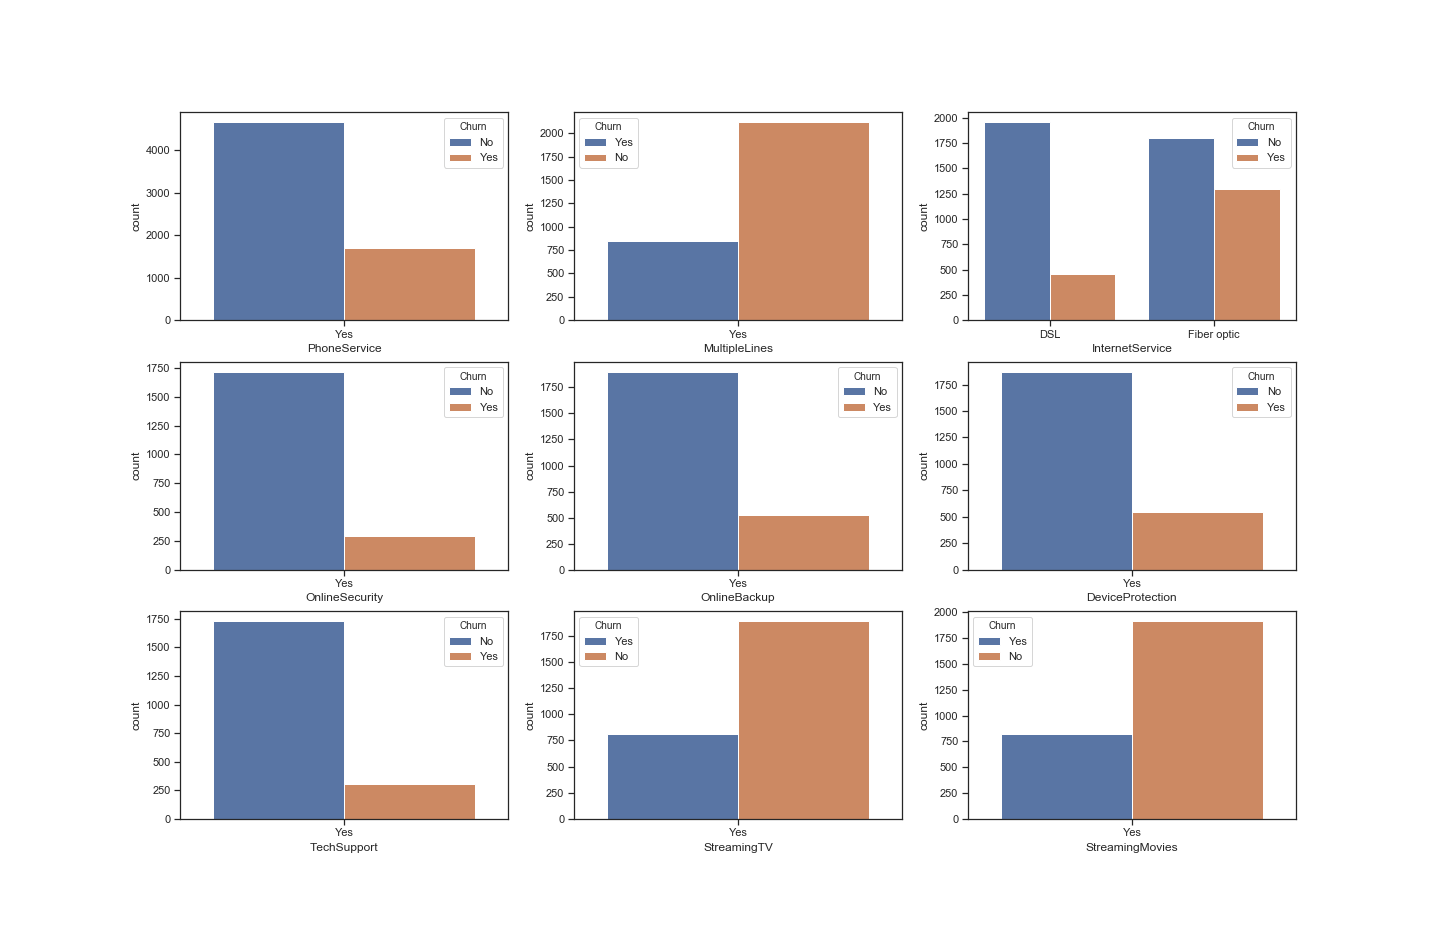 Churn
No
Yes
4000
3000
2000
1000
0
count
Yes
PhoneService
Churn
Yes
No
2000
1750
1500
1250
1000
750
500
250
0
count
Yes
MultipleLines
Churn
No
Yes
2000
1750
1500
1250
1000
750
500
250
0
count
DSL Fiber optic
InternetService
Churn
No
Yes
1750
1500
1250
1000
750
500
250
0
count
Yes
OnlineSecurity
Churn
No
Yes
1750
1500
1250
1000
750
500
250
0
count
Yes
OnlineBackup
Churn
No
Yes
1750
1500
1250
1000
750
500
250
0
count
Yes
DeviceProtection
Churn
No
Yes
1750
1500
1250
1000
750
500
250
0
count
Yes
TechSupport
Churn
Yes
No
1750
1500
1250
1000
750
500
250
0
count
Yes
StreamingTV
Churn
Yes
No
2000
1750
1500
1250
1000
750
500
250
0
count
Yes
StreamingMovies